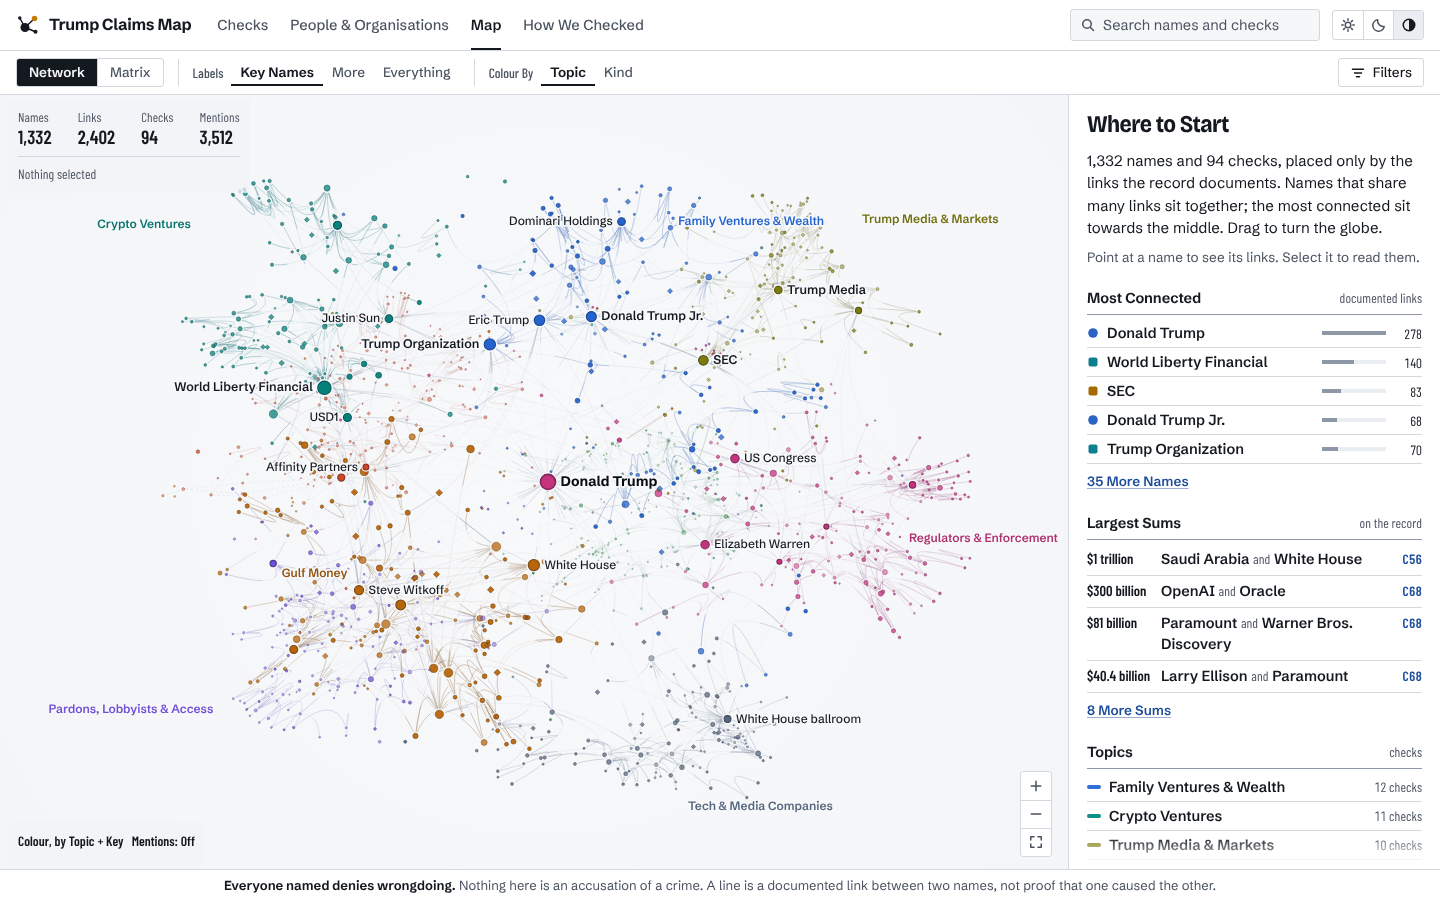 Trump Claims Map
Checks
People & Organisations
Map
How We Checked
Search names and checks
Network
Matrix
Labels
Key Names
More
Everything
Colour By
Topic
Kind
Filters
Names
Links
Checks
Mentions
1,332
2,402
94
3,512
Nothing selected
Crypto Ventures
Dominari Holdings
Family Ventures & Wealth
Trump Media & Markets
Trump Media
Justin Sun
Eric Trump
Donald Trump Jr.
Trump Organization
SEC
World Liberty Financial
USD1
Affinity Partners
US Congress
Donald Trump
Regulators & Enforcement
Elizabeth Warren
White House
Gulf Money
Steve Witkoff
Pardons, Lobbyists & Access
White House ballroom
Tech & Media Companies
Colour, by Topic + Key
Mentions: Off
Where to Start
1,332 names and 94 checks, placed only by the
links the record documents. Names that share
many links sit together; the most connected sit
towards the middle. Drag to turn the globe.
Point at a name to see its links. Select it to read them.
Most Connected
documented links
Donald Trump
278
World Liberty Financial
140
SEC
83
Donald Trump Jr.
68
Trump Organization
70
35 More Names
Largest Sums
on the record
$1 trillion
Saudi Arabia and White House
C56
$300 billion
OpenAI and Oracle
C68
$81 billion
Paramount and Warner Bros.
Discovery
C68
$40.4 billion
Larry Ellison and Paramount
C68
8 More Sums
Topics
checks
Family Ventures & Wealth
12 checks
Crypto Ventures
11 checks
Trump Media & Markets
10 checks
Everyone named denies wrongdoing. Nothing here is an accusation of a crime. A line is a documented link between two names, not proof that one caused the other.